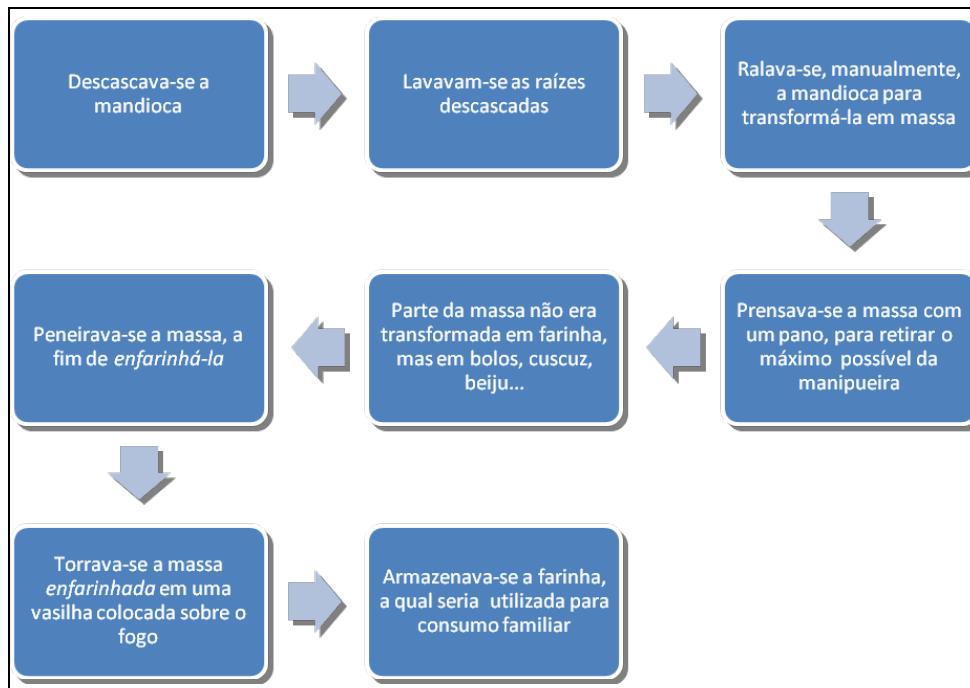 Descascava-se a
mandioca
Lavavam-se as raízes
descascadas
Ralava-se, manualmente,
a mandioca para
transformá-la em massa
Prensava-se a massa com
um pano, para retirar o
máximo possível da
manipueira
Parte da massa não era
transformada em farinha,
mas em bolos, cuscuz,
beiju...
Peneirava-se a massa, a
fim de enfarinhá-la
Torrava-se a massa
enfarinhada em uma
vasilha colocada sobre o
fogo
Armazenava-se a farinha,
a qual seria utilizada para
consumo familiar